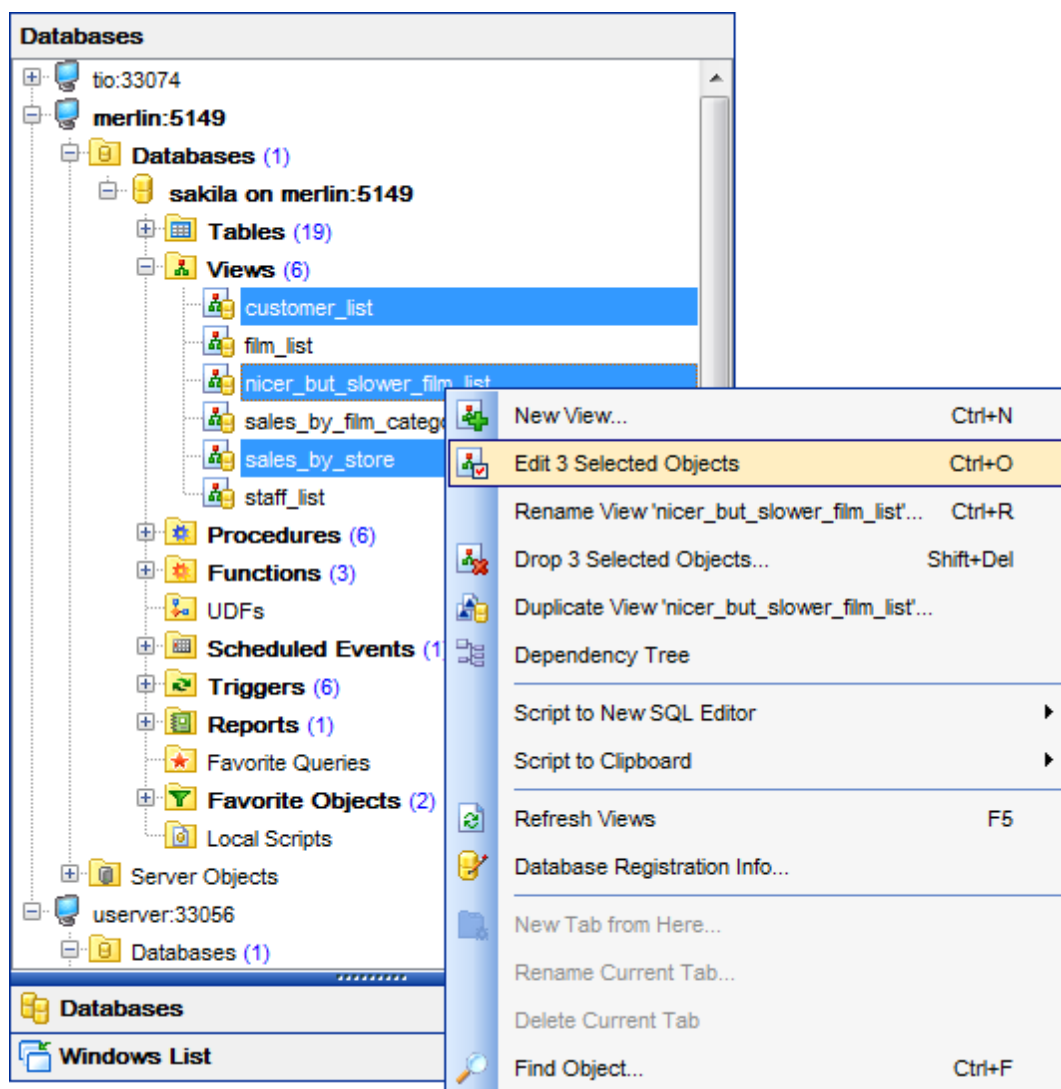 Databases
tio:33074
merlin:5149
Databases (1)
sakila on merlin:5149
Tables (19)
Views (6)
customer_list
film_list
nicer_but_slower_film_list
sales_by_film_catego
sales_by_store
staff_list
Procedures (6)
Functions (3)
UDFs
Scheduled Events (1
Triggers (6)
Reports (1)
Favorite Queries
Favorite Objects (2)
Local Scripts
Server Objects
userver:33056
Databases (1)
Databases
Windows List
New View... Ctrl+N
Edit 3 Selected Objects Ctrl+O
Rename View 'nicer_but_slower_film_list'... Ctrl+R
Drop 3 Selected Objects... Shift+Del
Duplicate View 'nicer_but_slower_film_list'...
Dependency Tree
Script to New SQL Editor
Script to Clipboard
Refresh Views F5
Database Registration Info...
New Tab from Here...
Rename Current Tab...
Delete Current Tab
Find Object... Ctrl+F